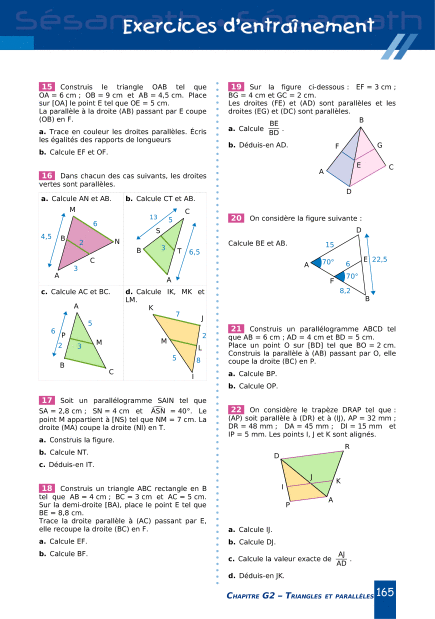 Sésamath
Sésamath
Exercices d'entraînement
15 Construis le triangle OAB tel que
OA = 6 cm ; OB = 9 cm et AB = 4,5 cm. Place
sur [OA] le point E tel que OE = 5 cm.
La parallèle à la droite (AB) passant par E coupe
(OB) en F.
a. Trace en couleur les droites parallèles. Écris
les égalités des rapports de longueurs
b. Calcule EF et OF.
16 Dans chacun des cas suivants, les droites
vertes sont parallèles.
a. Calcule AN et AB.
M
6
4,5
B
2
N
C
3
A
b. Calcule CT et AB.
C
13
5
S
B
3
T
6,5
A
c. Calcule AC et BC.
A
5
6
P
2
3
M
B
C
d. Calcule IK, MK et
LM.
K
7
J
2
M
L
5
8
I
17 Soit un parallélogramme SAIN tel que
SA = 2,8 cm ; SN = 4 cm et ASN = 40°. Le
point M appartient à [NS) tel que NM = 7 cm. La
droite (MA) coupe la droite (NI) en T.
a. Construis la figure.
b. Calcule NT.
c. Déduis-en IT.
18 Construis un triangle ABC rectangle en B
tel que AB = 4 cm ; BC = 3 cm et AC = 5 cm.
Sur la demi-droite [BA), place le point E tel que
BE = 8,8 cm.
Trace la droite parallèle à (AC) passant par E,
elle recoupe la droite (BC) en F.
a. Calcule EF.
b. Calcule BF.
19 Sur la figure ci-dessous : EF = 3 cm ;
BG = 4 cm et GC = 2 cm.
Les droites (FE) et (AD) sont parallèles et les
droites (EG) et (DC) sont parallèles.
a. Calcule BE/BD .
b. Déduis-en AD.
B
F
G
E
A
C
D
20 On considère la figure suivante :
Calcule BE et AB.
D
15
A
70°
6
E
22,5
F
70°
8,2
B
21 Construis un parallélogramme ABCD tel
que AB = 6 cm ; AD = 4 cm et BD = 5 cm.
Place un point O sur [BD] tel que BO = 2 cm.
Construis la parallèle à (AB) passant par O, elle
coupe la droite (BC) en P.
a. Calcule BP.
b. Calcule OP.
22 On considère le trapèze DRAP tel que :
(AP) soit parallèle à (DR) et à (IJ), AP = 32 mm ;
DR = 48 mm ; DA = 45 mm ; DI = 15 mm et
IP = 5 mm. Les points I, J et K sont alignés.
R
D
J
K
I
A
P
a. Calcule IJ.
b. Calcule DJ.
c. Calcule la valeur exacte de AJ/AD .
d. Déduis-en JK.
CHAPITRE G2 – TRIANGLES ET PARALLÈLES 165